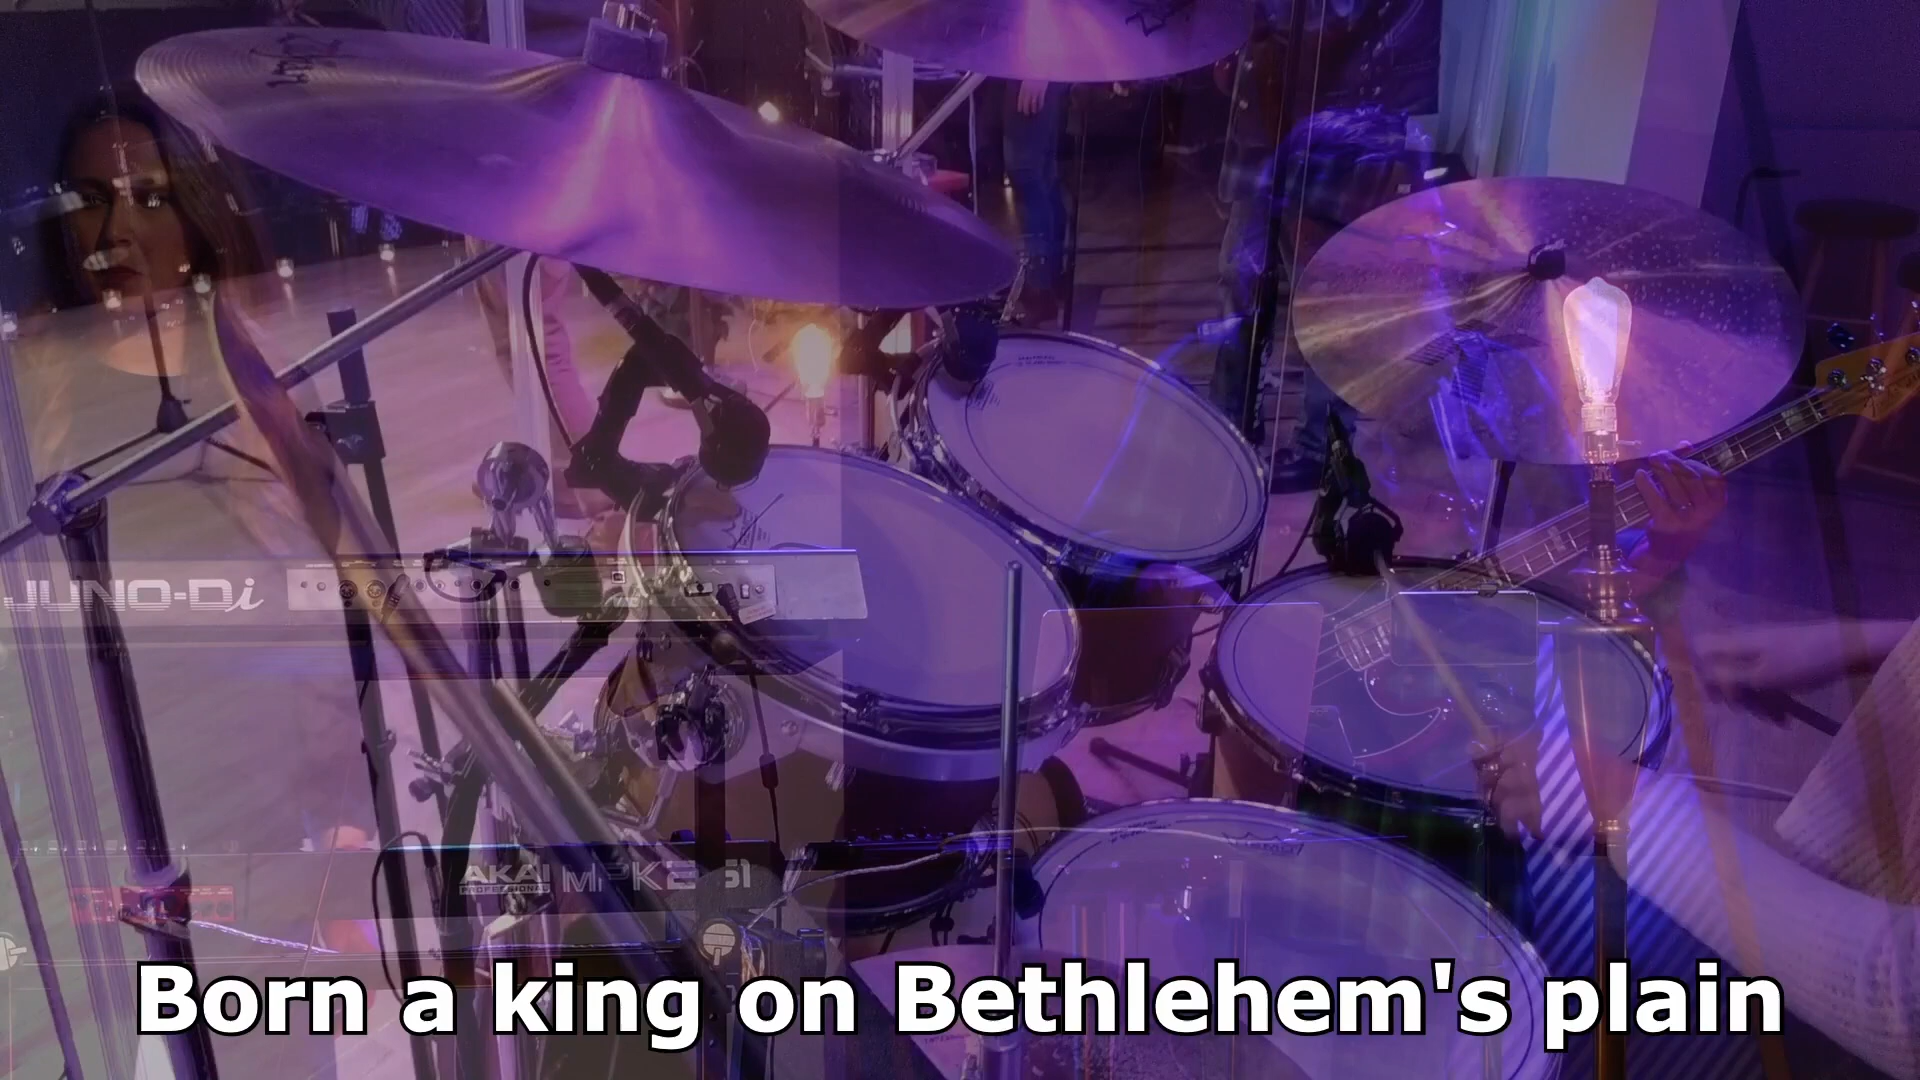 JUNO-Di
AKAI MPK2 61
PROFESSIONAL
Born a king on Bethlehem's plain